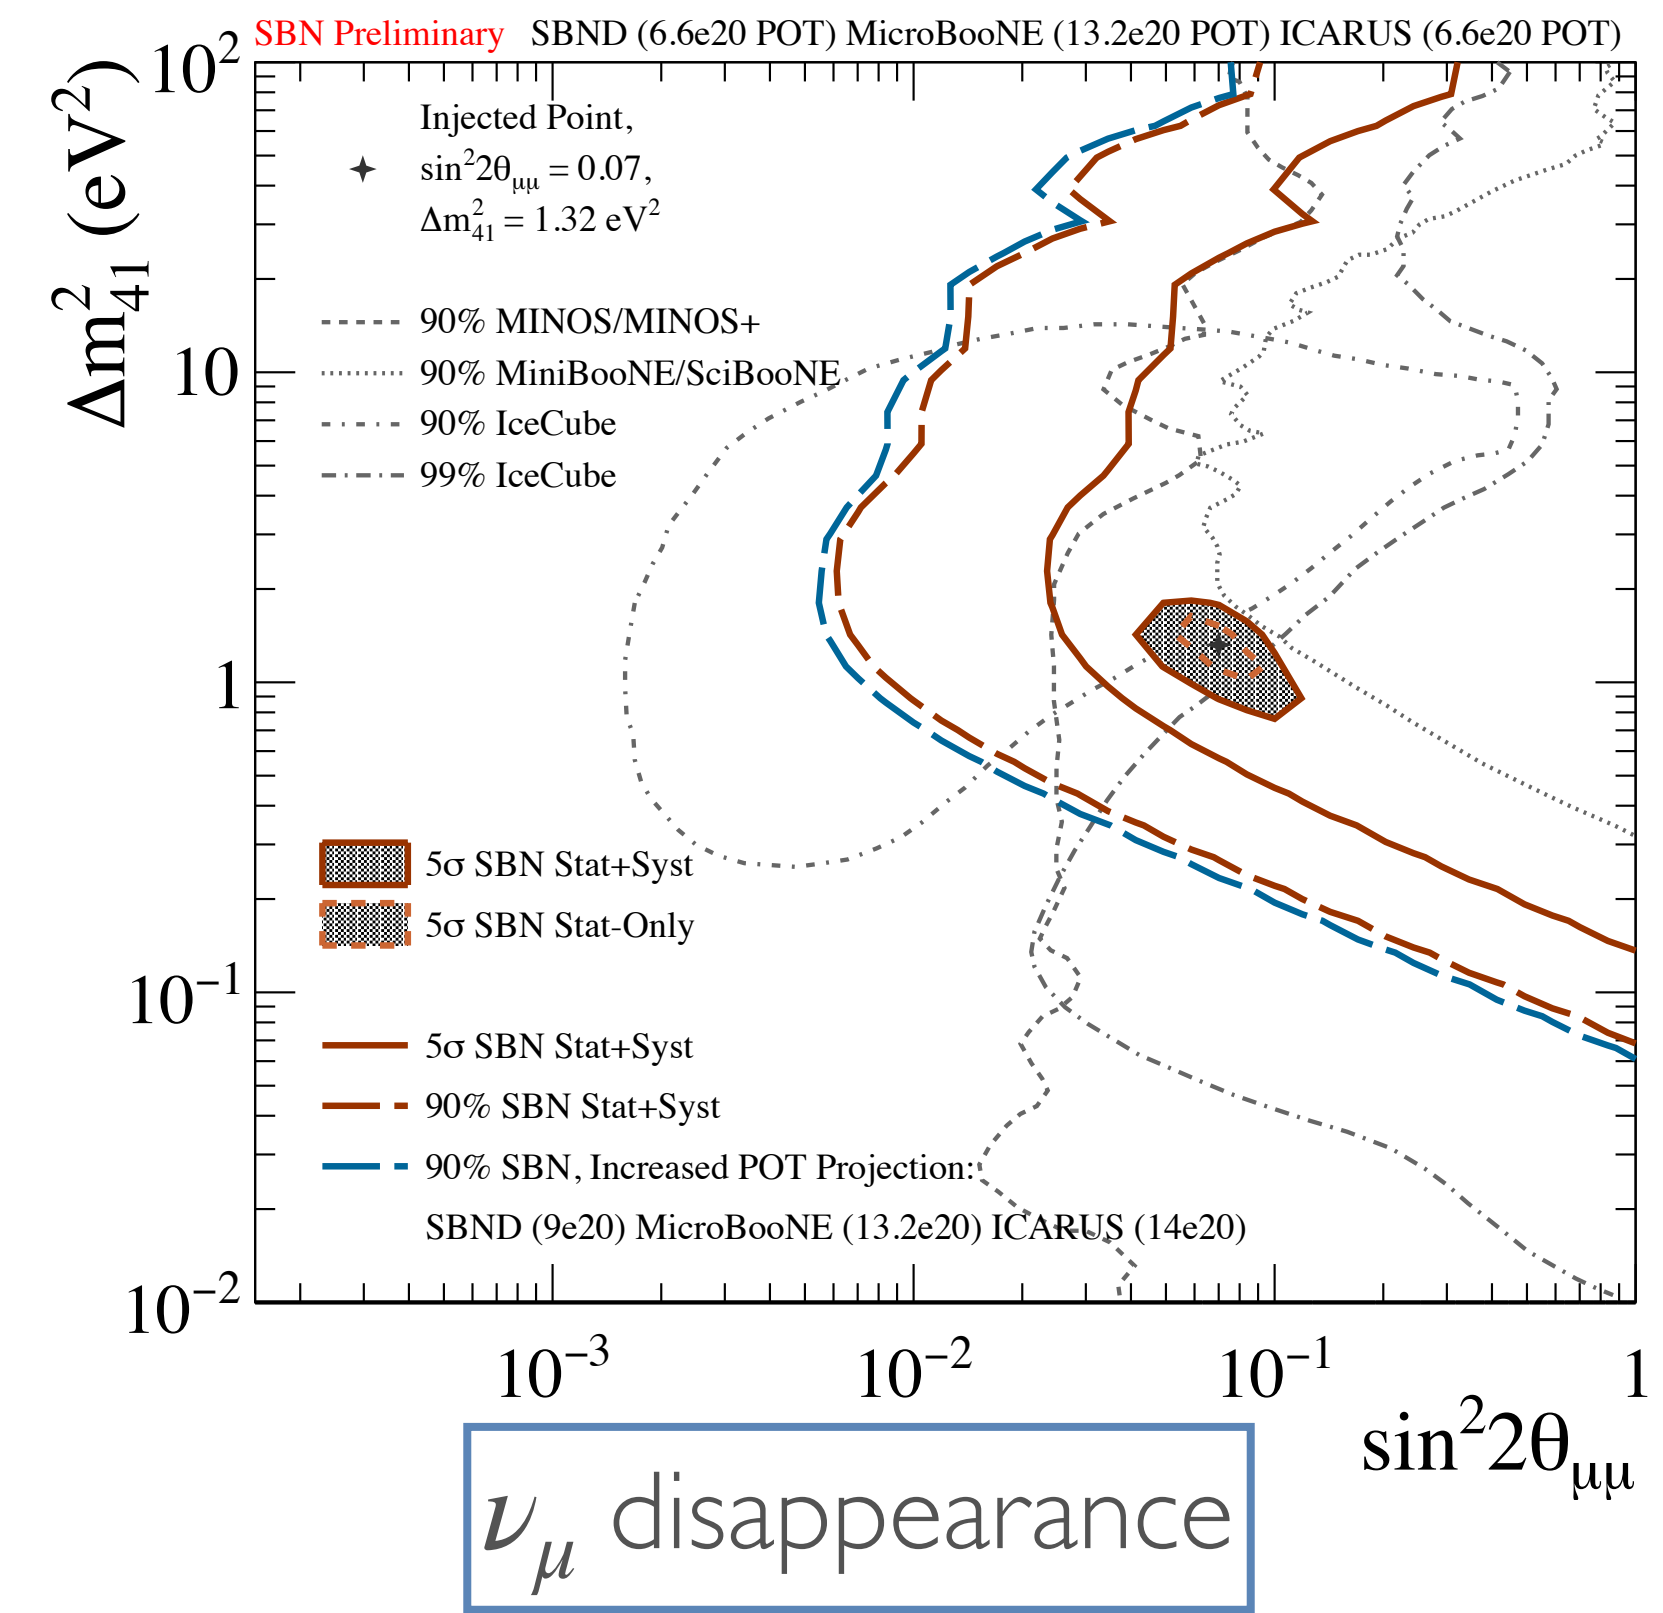 SBN Preliminary SBND (6.6e20 POT) MicroBooNE (13.2e20 POT) ICARUS (6.6e20 POT)
10²
10
1
10⁻¹
10⁻²
Δm²₄₁ (eV²)
Injected Point,
sin²2θμμ = 0.07,
Δm²₄₁ = 1.32 eV²
90% MINOS/MINOS+
90% MiniBooNE/SciBooNE
90% IceCube
99% IceCube
5σ SBN Stat+Syst
5σ SBN Stat-Only
5σ SBN Stat+Syst
90% SBN Stat+Syst
90% SBN, Increased POT Projection:
SBND (9e20) MicroBooNE (13.2e20) ICARUS (14e20)
10⁻³ 10⁻² 10⁻¹ 1
sin²2θμμ
νμ disappearance